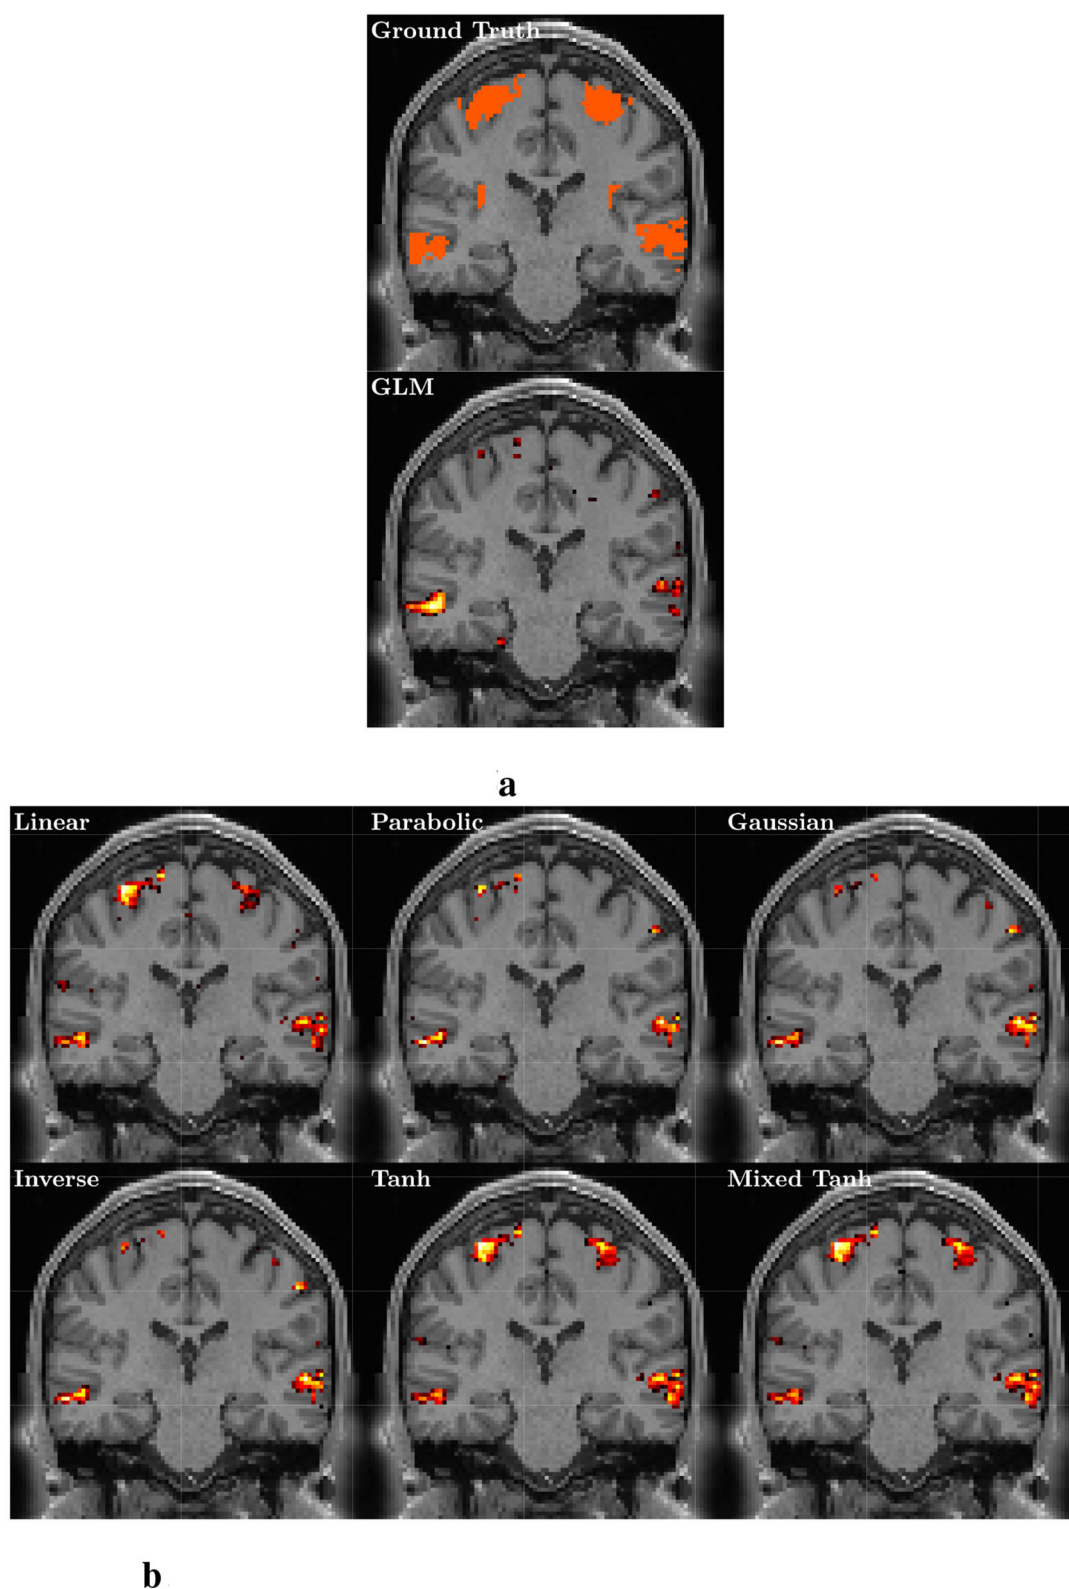 Ground Truth
GLM
a
Linear
Parabolic
Gaussian
Inverse
Tanh
Mixed Tanh
b